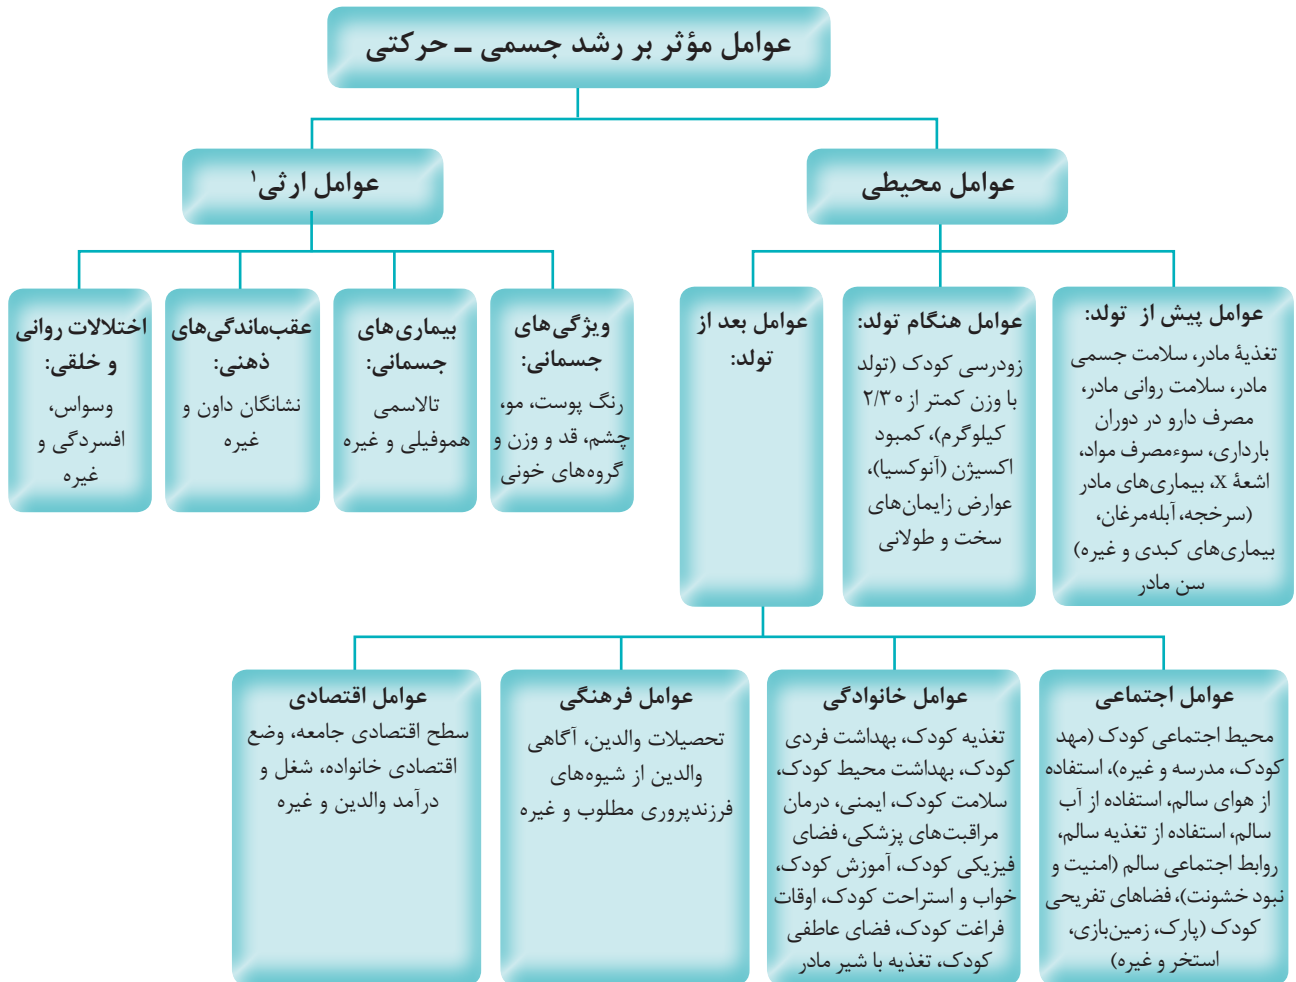 عوامل مؤثر بر رشد جسمی ـ حرکتی
عوامل محیطی
عوامل ارثی۱
عوامل پیش از تولد:
تغذیۀ مادر، سلامت جسمی
مادر، سلامت روانی مادر،
مصرف دارو در دوران
بارداری، سوءمصرف مواد،
اشعۀ X، بیماری‌های مادر
(سرخجه، آبله‌مرغان،
بیماری‌های کبدی و غیره)
سن مادر
عوامل هنگام تولد:
زودرسی کودک (تولد
با وزن کمتر از ۲/۳۰
کیلوگرم)، کمبود
اکسیژن (آنوکسیا)،
عوارض زایمان‌های
سخت و طولانی
عوامل بعد از
تولد:
ویژگی‌های
جسمانی:
رنگ پوست، مو،
چشم، قد و وزن و
گروه‌های خونی
بیماری‌های
جسمانی:
تالاسمی
هموفیلی و غیره
عقب‌ماندگی‌های
ذهنی:
نشانگان داون و
غیره
اختلالات روانی
و خلقی:
وسواس،
افسردگی و
غیره
عوامل اجتماعی
محیط اجتماعی کودک (مهد
کودک، مدرسه و غیره)، استفاده
از هوای سالم، استفاده از آب
سالم، استفاده از تغذیه سالم،
روابط اجتماعی سالم (امنیت و
نبود خشونت)، فضاهای تفریحی
کودک (پارک، زمین‌بازی،
استخر و غیره)
عوامل خانوادگی
تغذیه کودک، بهداشت فردی
کودک، بهداشت محیط کودک،
سلامت کودک، ایمنی، درمان
مراقبت‌های پزشکی، فضای
فیزیکی کودک، آموزش کودک،
خواب و استراحت کودک، اوقات
فراغت کودک، فضای عاطفی
کودک، تغذیه با شیر مادر
عوامل فرهنگی
تحصیلات والدین، آگاهی
والدین از شیوه‌های
فرزندپروری مطلوب و غیره
عوامل اقتصادی
سطح اقتصادی جامعه، وضع
اقتصادی خانواده، شغل و
درآمد والدین و غیره